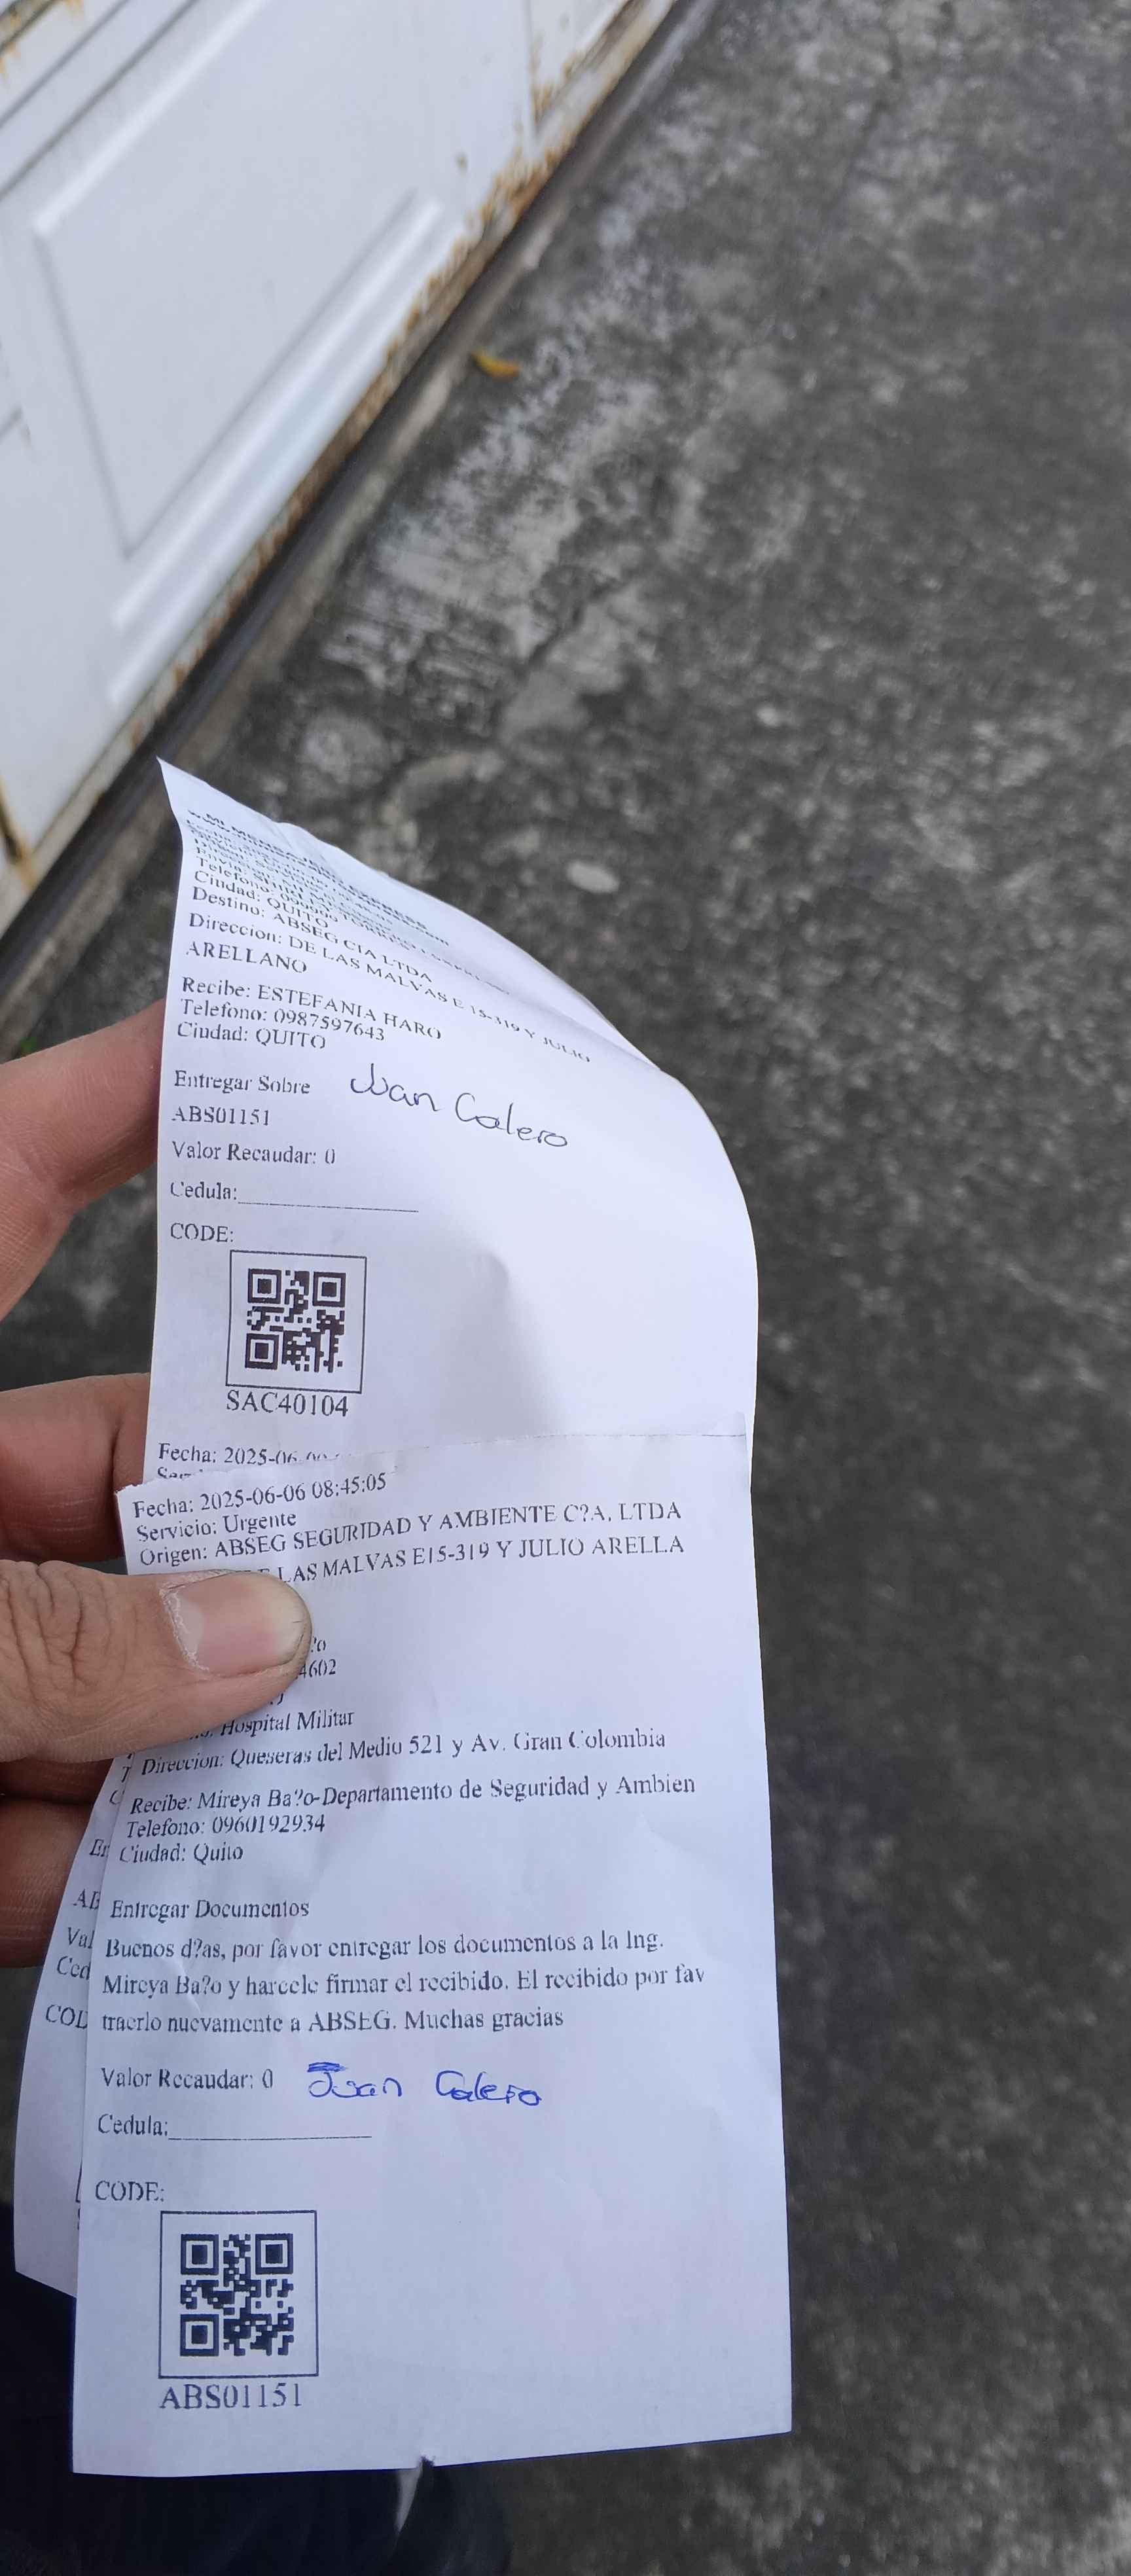 Ciudad: QUITO
Destino: ABSEG CIA LTDA
Direccion: DE LAS MALVAS E 15-319 Y JULIO
ARELLANO
Recibe: ESTEFANIA HARO
Telefono: 0987597643
Ciudad: QUITO
Entregar Sobre Juan Calero
ABS01151
Valor Recaudar: 0
Cedula:
CODE:
SAC40104
Fecha: 2025-06
Fecha: 2025-06-06 08:45:05
Servicio: Urgente
Origen: ABSEG SEGURIDAD Y AMBIENTE C?A. LTDA
LAS MALVAS E15-319 Y JULIO ARELLA
?o
4602
Hospital Militar
Direccion: Queseras del Medio 521 y Av. Gran Colombia
Recibe: Mireya Ba?o-Departamento de Seguridad y Ambien
Telefono: 0960192934
Ciudad: Quito
Entregar Documentos
Buenos d?as, por favor entregar los documentos a la Ing.
Mireya Ba?o y harcele firmar el recibido. El recibido por fav
traerlo nuevamente a ABSEG. Muchas gracias
Valor Recaudar: 0 Juan Calero
Cedula:
CODE:
ABS01151